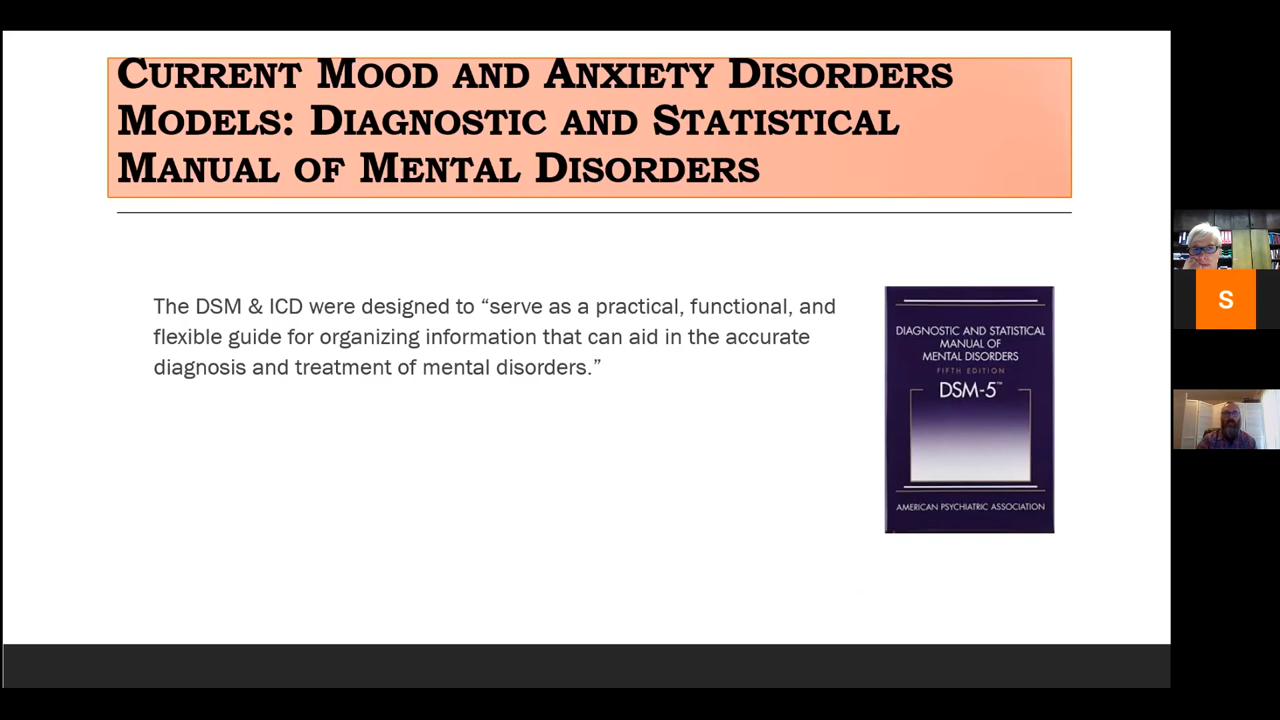 CURRENT MOOD AND ANXIETY DISORDERS
MODELS: DIAGNOSTIC AND STATISTICAL
MANUAL OF MENTAL DISORDERS
The DSM & ICD were designed to “serve as a practical, functional, and
flexible guide for organizing information that can aid in the accurate
diagnosis and treatment of mental disorders.”
DIAGNOSTIC AND STATISTICAL
MANUAL OF
MENTAL DISORDERS
FIFTH EDITION
DSM-5™
AMERICAN PSYCHIATRIC ASSOCIATION
S